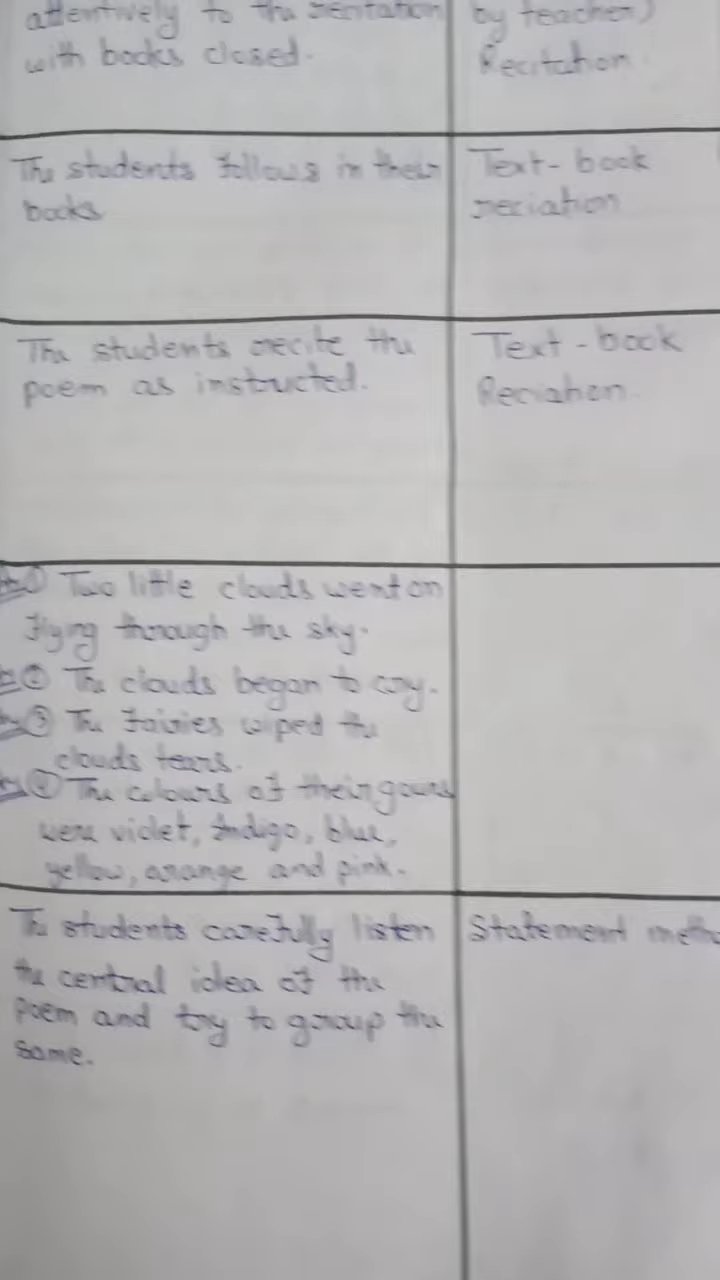 attentively to the recitation
with books closed.
by teacher)
Recitation.
The students follows in their
books
Text-book
reciation
The students recite the
poem as instructed.
Text-book
Reciation.
① Two little clouds went on
flying through the sky.
② The clouds began to cry.
③ The fairies wiped the
clouds tears.
④ The colours of their gowns
were violet, Indigo, blue,
yellow, orange and pink.
The students carefully listen
the central idea of the
poem and try to group the
same.
Statement